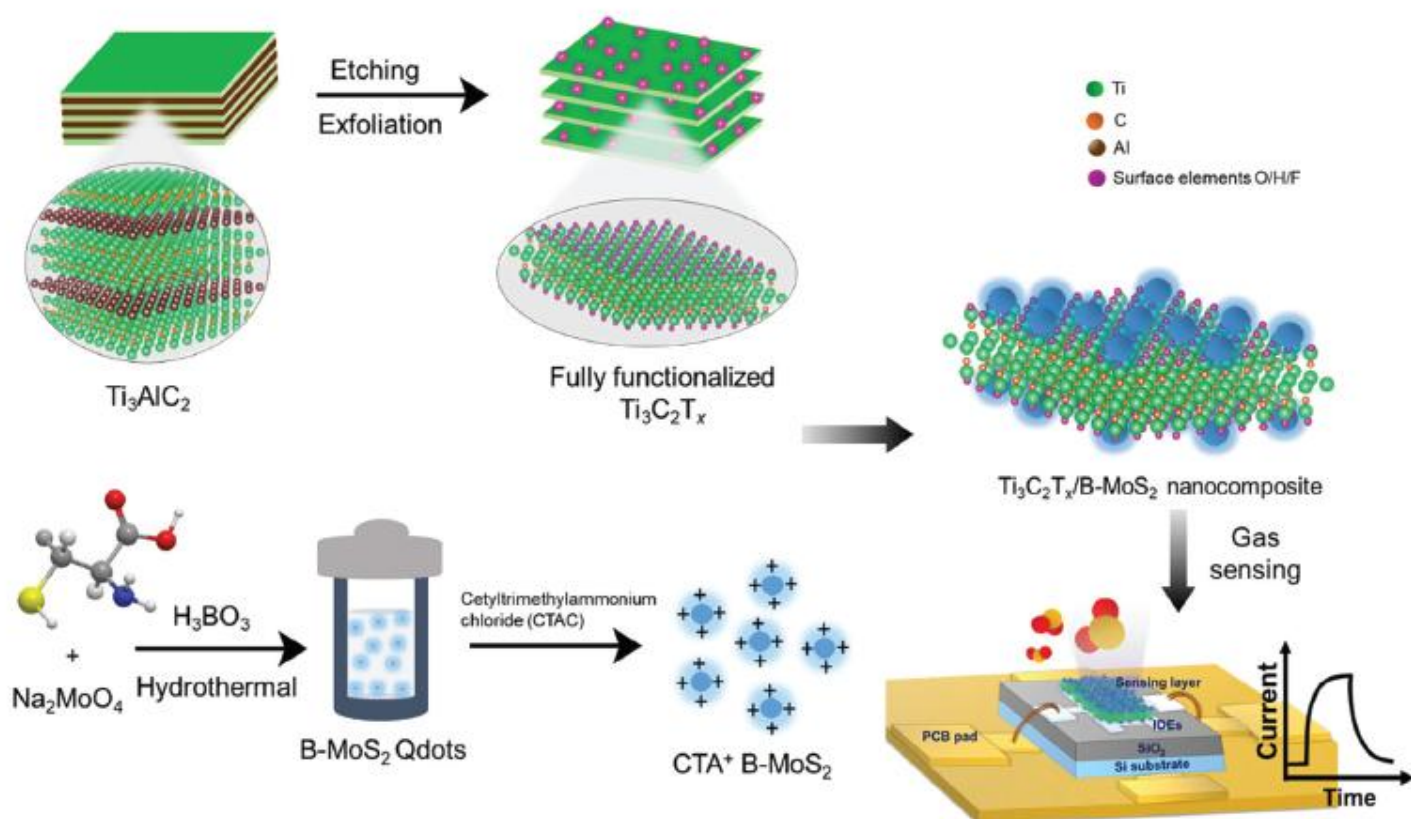 Etching
Exfoliation
Ti
C
Al
Surface elements O/H/F
Ti₃AlC₂
Fully functionalized
Ti₃C₂Tₓ
Ti₃C₂Tₓ/B-MoS₂ nanocomposite
Gas
sensing
+
Na₂MoO₄
H₃BO₃
Hydrothermal
B-MoS₂ Qdots
Cetyltrimethylammonium
chloride (CTAC)
+ + + +
+ + + +
+ + + +
+ + + +
+ + + +
+ + + +
CTA⁺ B-MoS₂
Sensing layer
IDEs
PCB pad
SiO₂
Si substrate
Current
Time